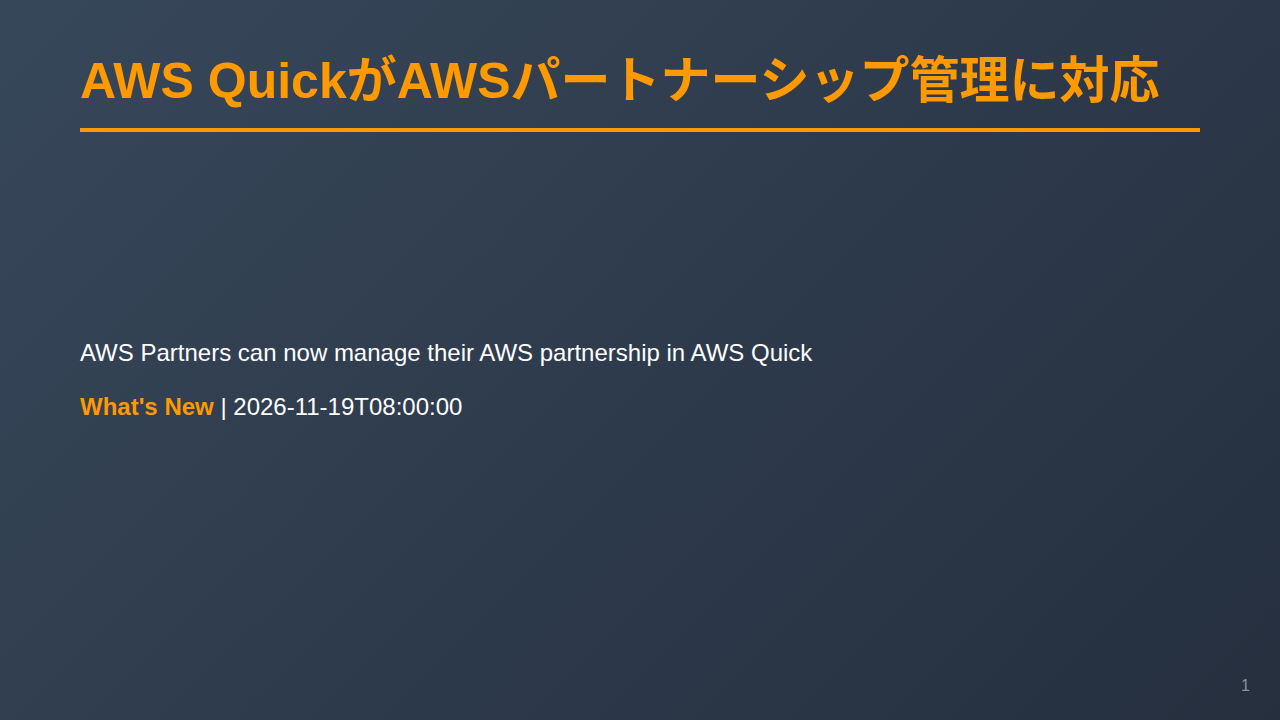 AWS QuickがAWSパートナーシップ管理に対応
AWS Partners can now manage their AWS partnership in AWS Quick
What's New | 2026-11-19T08:00:00
1